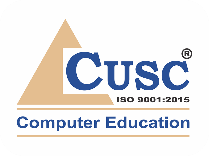 CUSC®
ISO 9001:2015
Computer Education